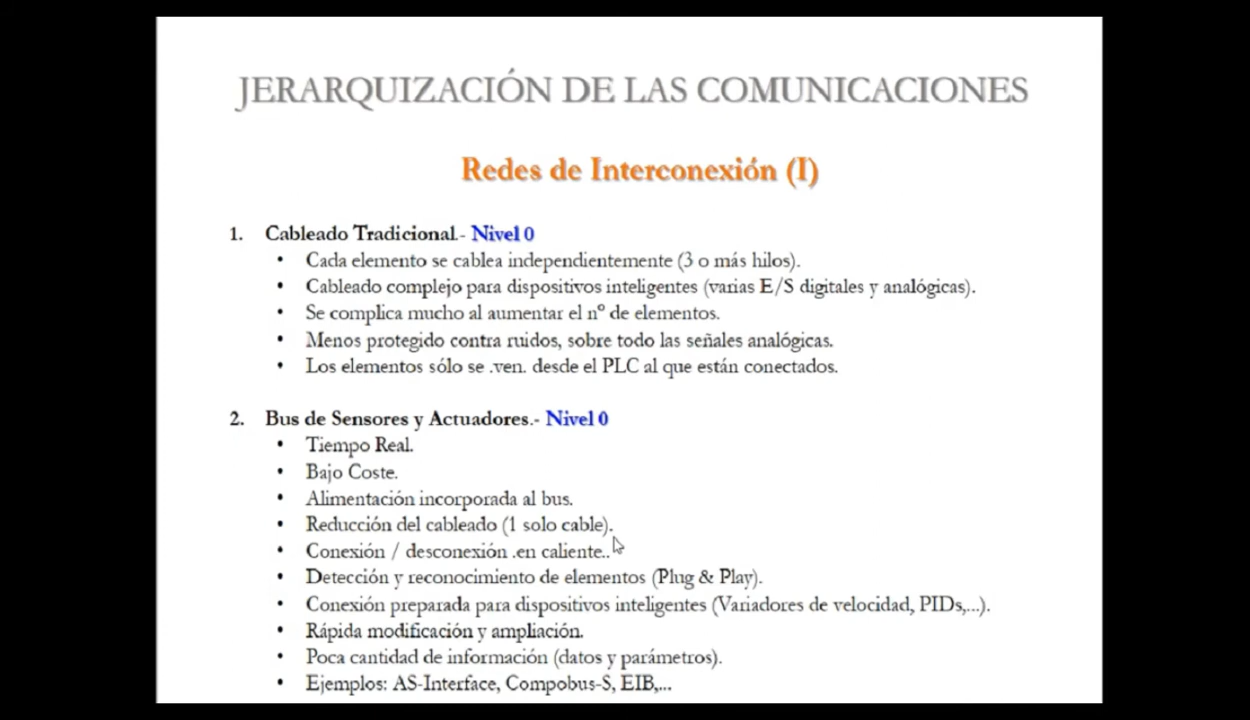 JERARQUIZACIÓN DE LAS COMUNICACIONES
Redes de Interconexión (I)
1. Cableado Tradicional.- Nivel 0
• Cada elemento se cablea independientemente (3 o más hilos).
• Cableado complejo para dispositivos inteligentes (varias E/S digitales y analógicas).
• Se complica mucho al aumentar el nº de elementos.
• Menos protegido contra ruidos, sobre todo las señales analógicas.
• Los elementos sólo se .ven. desde el PLC al que están conectados.
2. Bus de Sensores y Actuadores.- Nivel 0
• Tiempo Real.
• Bajo Coste.
• Alimentación incorporada al bus.
• Reducción del cableado (1 solo cable).
• Conexión / desconexión .en caliente..
• Detección y reconocimiento de elementos (Plug & Play).
• Conexión preparada para dispositivos inteligentes (Variadores de velocidad, PIDs,...).
• Rápida modificación y ampliación.
• Poca cantidad de información (datos y parámetros).
• Ejemplos: AS-Interface, Compobus-S, EIB,...